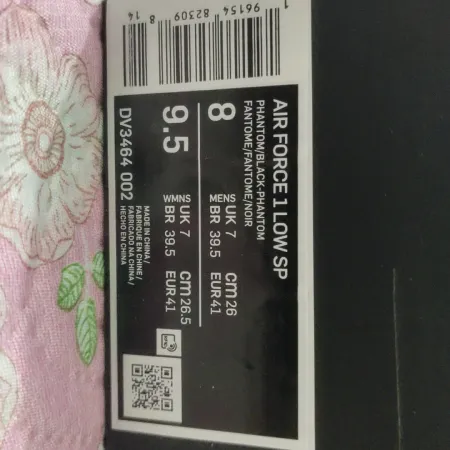 AIR FORCE 1 LOW SP
PHANTOM/BLACK-PHANTOM
FANTOME/FANTOME/NOIR
8
MENS UK 7 cm 26
BR 39.5 EUR 41
9.5
WMNS UK 7 cm 26.5
BR 39.5 EUR 41
DV3464 002
MADE IN CHINA/
FABRIQUE EN CHINE/
FABRICADO NA CHINA/
HECHO EN CHINA
1 96154 82309 8 14